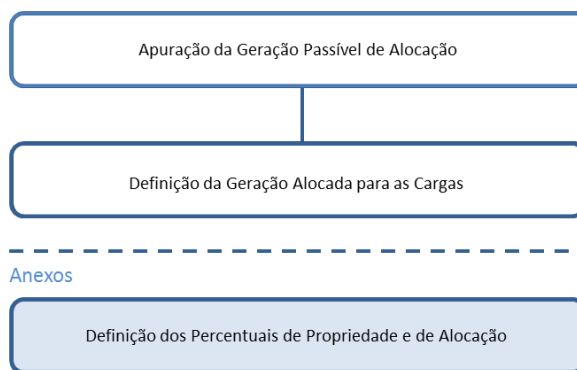 Apuração da Geração Passível de Alocação
Definição da Geração Alocada para as Cargas
Anexos
Definição dos Percentuais de Propriedade e de Alocação